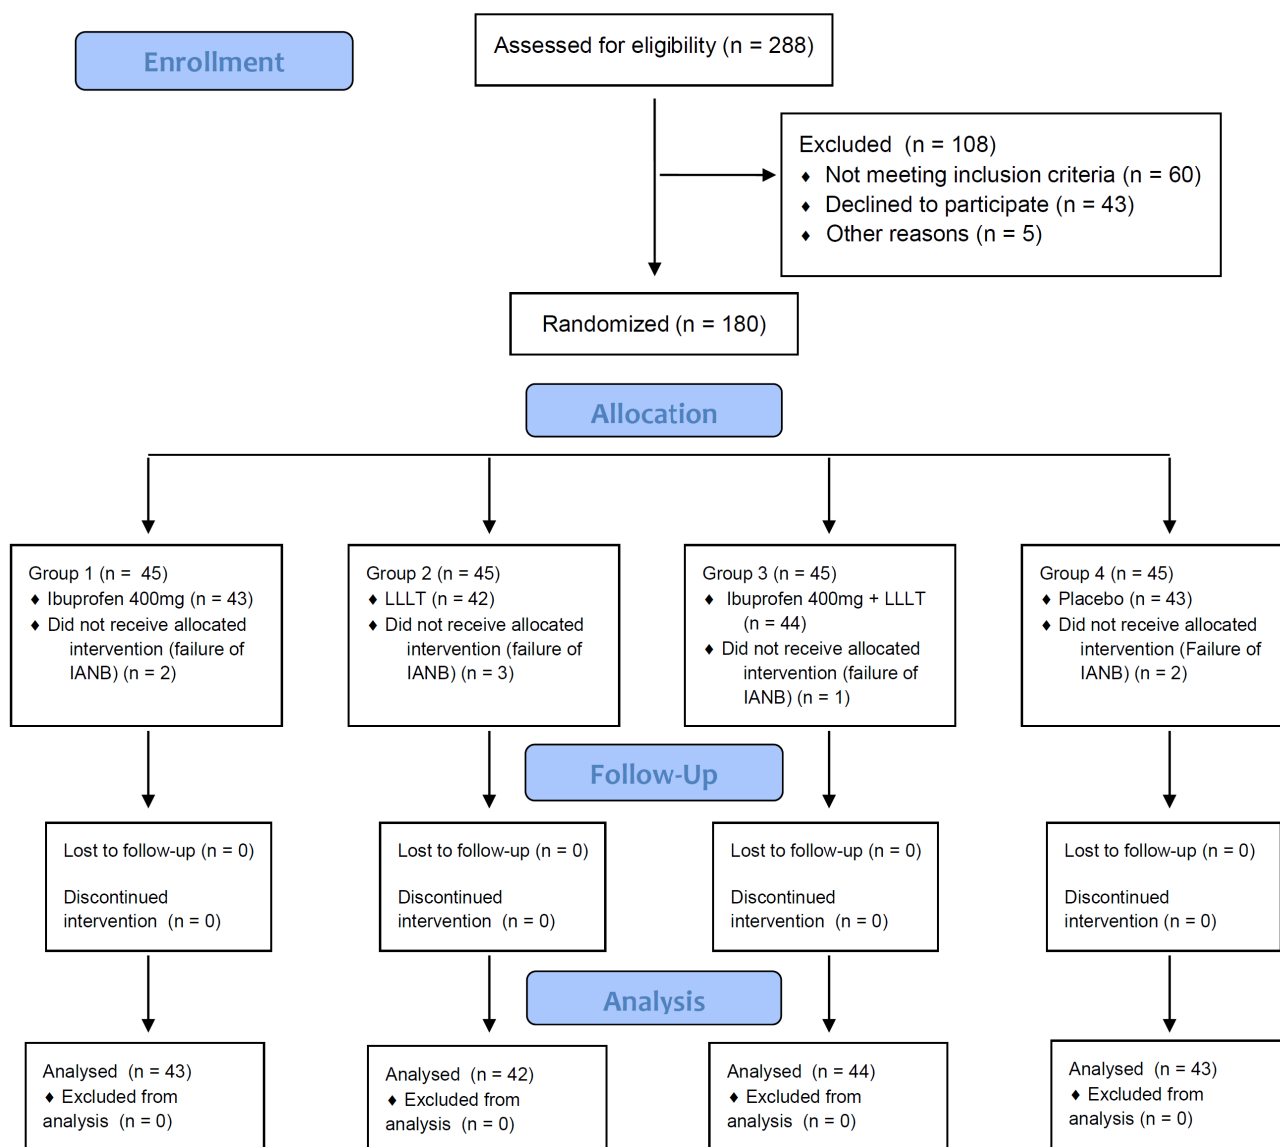 Enrollment
Assessed for eligibility (n = 288)
Excluded (n = 108)
♦ Not meeting inclusion criteria (n = 60)
♦ Declined to participate (n = 43)
♦ Other reasons (n = 5)
Randomized (n = 180)
Allocation
Group 1 (n = 45)
♦ Ibuprofen 400mg (n = 43)
♦ Did not receive allocated
intervention (failure of
IANB) (n = 2)
Group 2 (n = 45)
♦ LLLT (n = 42)
♦ Did not receive allocated
intervention (failure of
IANB) (n = 3)
Group 3 (n = 45)
♦ Ibuprofen 400mg + LLLT
(n = 44)
♦ Did not receive allocated
intervention (failure of
IANB) (n = 1)
Group 4 (n = 45)
♦ Placebo (n = 43)
♦ Did not receive allocated
intervention (Failure of
IANB) (n = 2)
Follow-Up
Lost to follow-up (n = 0)
Discontinued
intervention (n = 0)
Lost to follow-up (n = 0)
Discontinued
intervention (n = 0)
Lost to follow-up (n = 0)
Discontinued
intervention (n = 0)
Lost to follow-up (n = 0)
Discontinued
intervention (n = 0)
Analysis
Analysed (n = 43)
♦ Excluded from
analysis (n = 0)
Analysed (n = 42)
♦ Excluded from
analysis (n = 0)
Analysed (n = 44)
♦ Excluded from
analysis (n = 0)
Analysed (n = 43)
♦ Excluded from
analysis (n = 0)